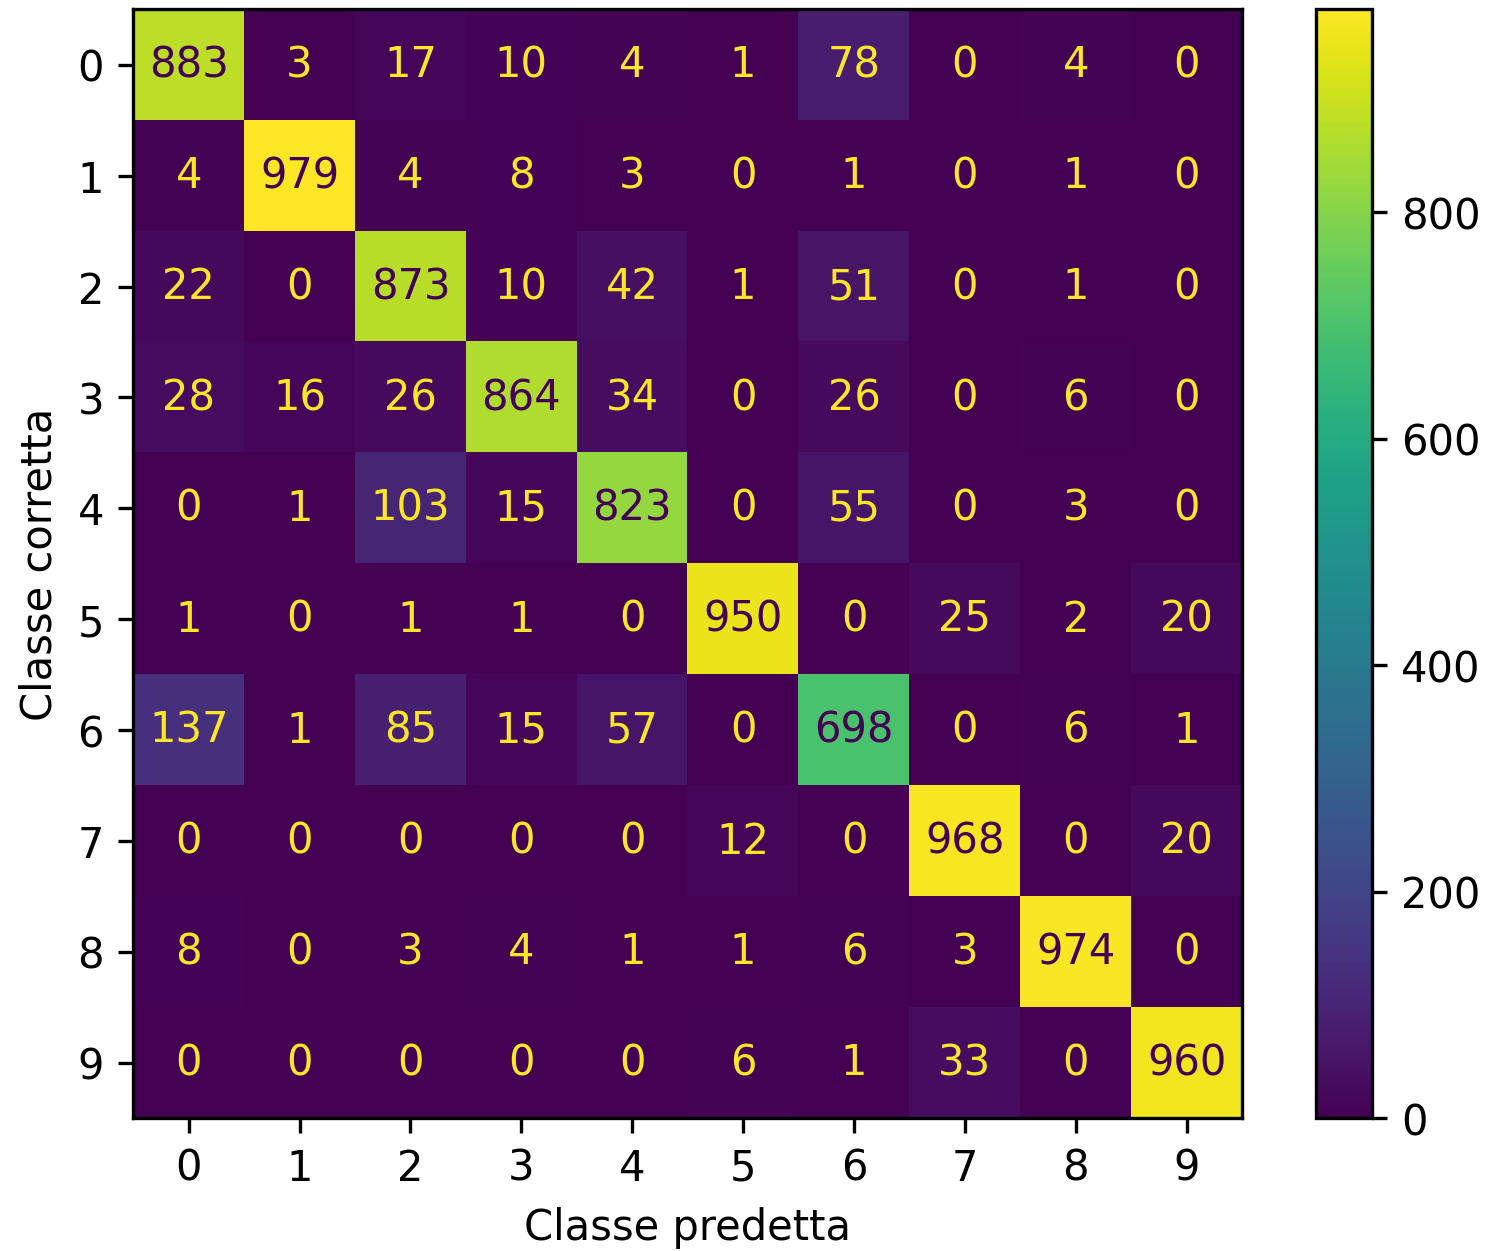 0 883 3 17 10 4 1 78 0 4 0
1 4 979 4 8 3 0 1 0 1 0
2 22 0 873 10 42 1 51 0 1 0
3 28 16 26 864 34 0 26 0 6 0
4 0 1 103 15 823 0 55 0 3 0
5 1 0 1 1 0 950 0 25 2 20
6 137 1 85 15 57 0 698 0 6 1
7 0 0 0 0 0 12 0 968 0 20
8 8 0 3 4 1 1 6 3 974 0
9 0 0 0 0 0 6 1 33 0 960
0 1 2 3 4 5 6 7 8 9
Classe predetta
Classe corretta
800
600
400
200
0